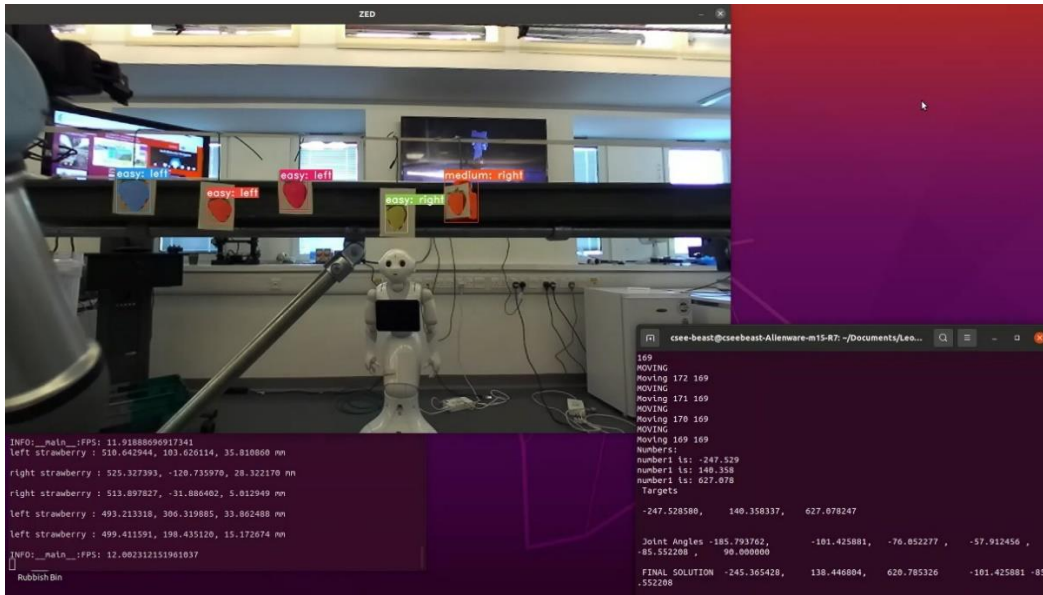 ZED
easy: left
easy: left
easy: left
easy: right
medium: right
INFO:__main__:FPS: 11.91888696917341
left strawberry : 510.642944, 103.626114, 35.810860 mm
right strawberry : 525.327393, -120.735970, 28.322170 mm
right strawberry : 513.897827, -31.886402, 5.012949 mm
left strawberry : 493.213318, 306.319885, 33.862488 mm
left strawberry : 499.411591, 198.435120, 15.172674 mm
INFO:__main__:FPS: 12.002312151961037
Rubbish Bin
csee-beast@cseebeast-Alienware-m15-R7: ~/Documents/Leo...
169
MOVING
Moving 172 169
MOVING
Moving 171 169
MOVING
Moving 170 169
MOVING
Moving 169 169
Numbers:
number1 is: -247.529
number1 is: 140.358
number1 is: 627.078
Targets
-247.528580, 140.358337, 627.078247
Joint Angles -185.793762, -101.425881, -76.052277 , -57.912456 ,
-85.552208 , 90.000000
FINAL SOLUTION -245.365428, 138.446804, 620.785326 -101.425881 -85
.552208